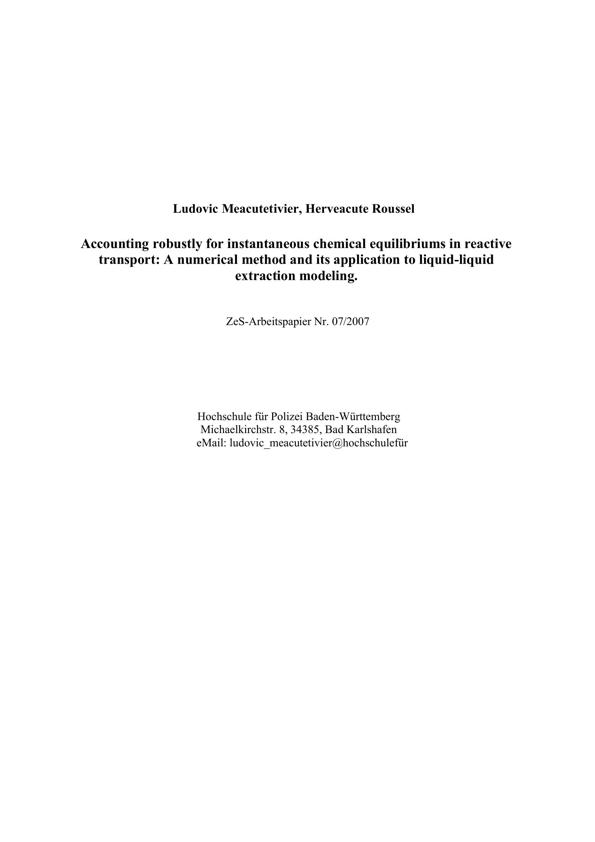 Ludovic Meacutetivier, Herveacute Roussel
Accounting robustly for instantaneous chemical equilibriums in reactive
transport: A numerical method and its application to liquid-liquid
extraction modeling.
ZeS-Arbeitspapier Nr. 07/2007
Hochschule für Polizei Baden-Württemberg
Michaelkirchstr. 8, 34385, Bad Karlshafen
eMail: ludovic_meacutetivier@hochschulefür